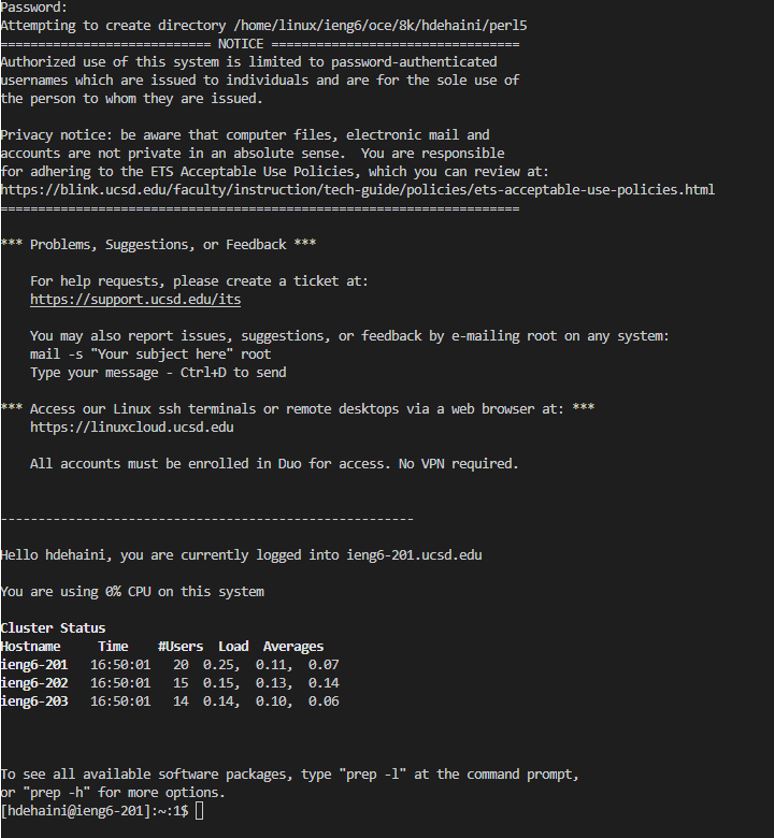 Password:
Attempting to create directory /home/linux/ieng6/oce/8k/hdehaini/perl5
============================ NOTICE =================================
Authorized use of this system is limited to password-authenticated
usernames which are issued to individuals and are for the sole use of
the person to whom they are issued.

Privacy notice: be aware that computer files, electronic mail and
accounts are not private in an absolute sense.  You are responsible
for adhering to the ETS Acceptable Use Policies, which you can review at:
https://blink.ucsd.edu/faculty/instruction/tech-guide/policies/ets-acceptable-use-policies.html
=====================================================================

*** Problems, Suggestions, or Feedback ***

    For help requests, please create a ticket at:
    https://support.ucsd.edu/its

    You may also report issues, suggestions, or feedback by e-mailing root on any system:
    mail -s "Your subject here" root
    Type your message - Ctrl+D to send

*** Access our Linux ssh terminals or remote desktops via a web browser at: ***
    https://linuxcloud.ucsd.edu

    All accounts must be enrolled in Duo for access. No VPN required.


-------------------------------------------------------

Hello hdehaini, you are currently logged into ieng6-201.ucsd.edu

You are using 0% CPU on this system

Cluster Status
Hostname     Time    #Users  Load  Averages
ieng6-201   16:50:01   20  0.25,  0.11,  0.07
ieng6-202   16:50:01   15  0.15,  0.13,  0.14
ieng6-203   16:50:01   14  0.14,  0.10,  0.06


To see all available software packages, type "prep -l" at the command prompt,
or "prep -h" for more options.
[hdehaini@ieng6-201]:~:1$